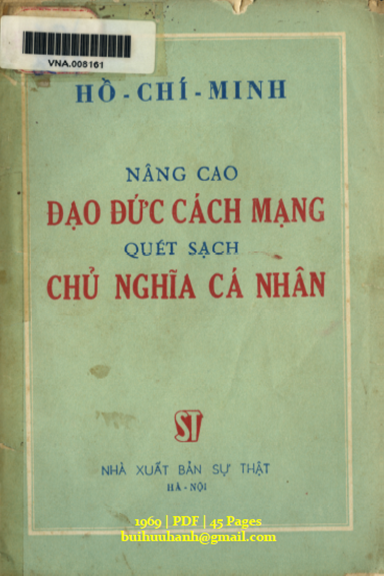 VNA.006161
HỒ - CHÍ - MINH
NÂNG CAO
ĐẠO ĐỨC CÁCH MẠNG
QUÉT SẠCH
CHỦ NGHĨA CÁ NHÂN
ST
NHÀ XUẤT BẢN SỰ THẬT
HÀ - NỘI
1969 | PDF | 45 Pages
buihuuhanh@gmail.com